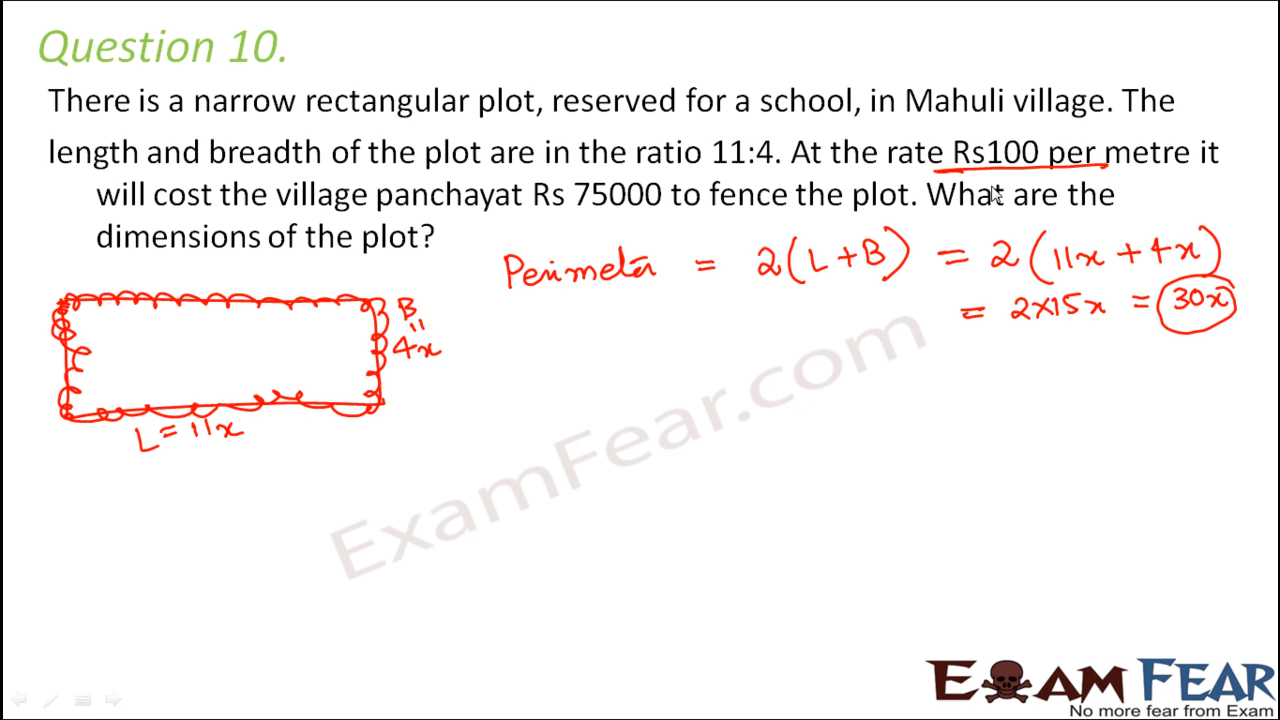 Question 10.
There is a narrow rectangular plot, reserved for a school, in Mahuli village. The
length and breadth of the plot are in the ratio 11:4. At the rate Rs100 per metre it
will cost the village panchayat Rs 75000 to fence the plot. What are the
dimensions of the plot?
Perimeter = 2(L+B) = 2(11x + 4x)
= 2×15x = 30x
B
=
4x
L = 11x
ExamFear.com
EXAM FEAR
No more fear from Exam